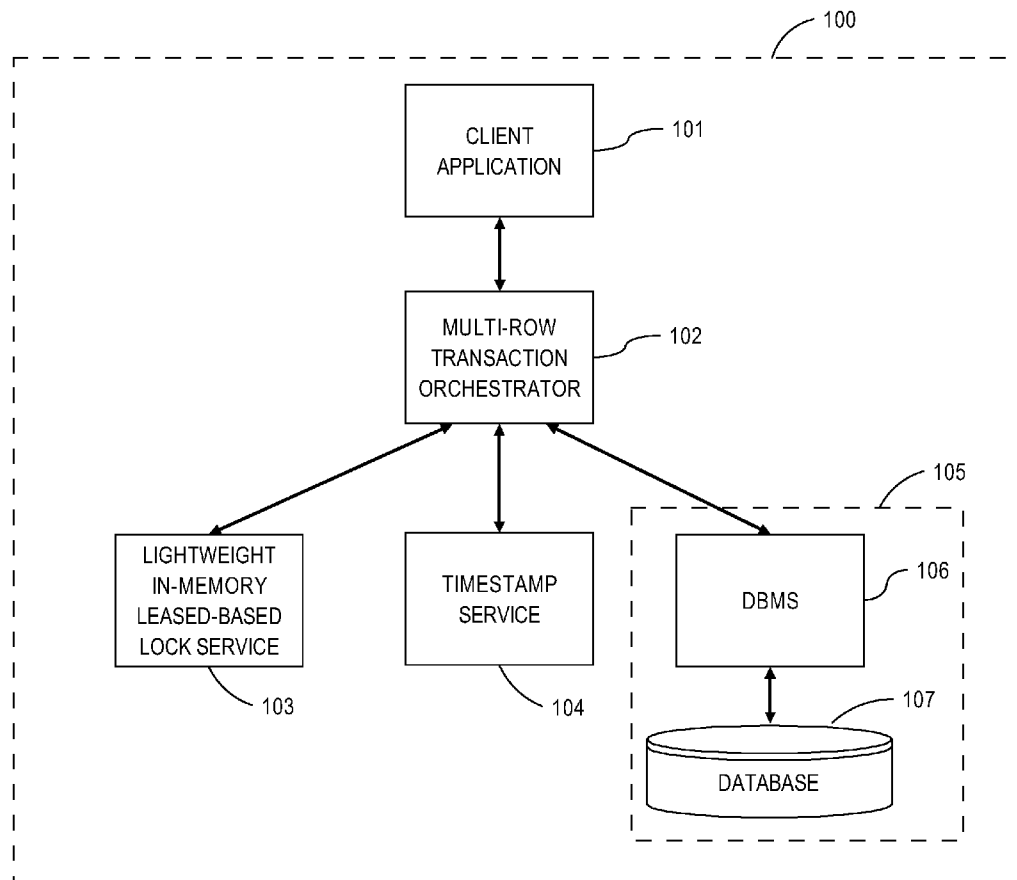 100
CLIENT
APPLICATION
101
MULTI-ROW
TRANSACTION
ORCHESTRATOR
102
105
LIGHTWEIGHT
IN-MEMORY
LEASED-BASED
LOCK SERVICE
103
TIMESTAMP
SERVICE
104
DBMS
106
107
DATABASE